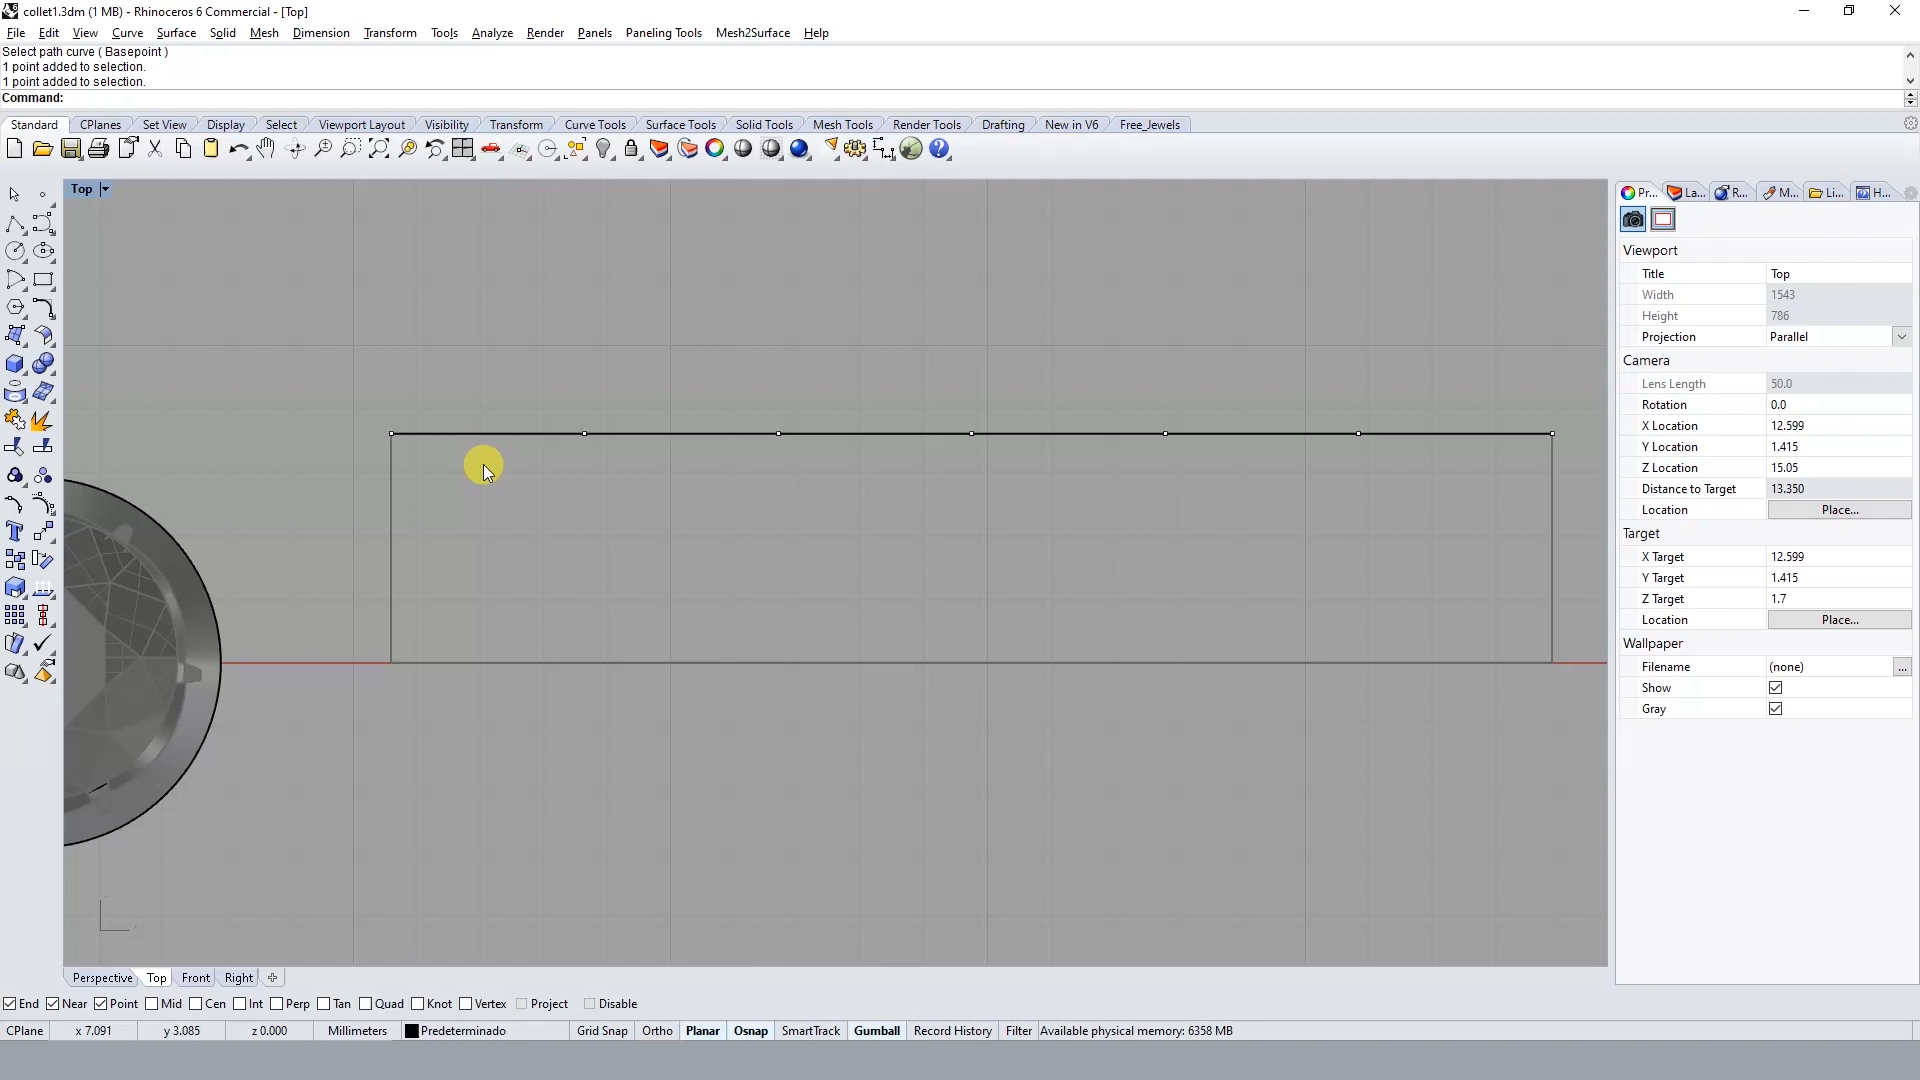 collet1.3dm (1 MB) - Rhinoceros 6 Commercial - [Top]
File Edit View Curve Surface Solid Mesh Dimension Transform Tools Analyze Render Panels Paneling Tools Mesh2Surface Help
Select path curve ( Basepoint )
1 point added to selection.
1 point added to selection.
Command:
Standard CPlanes Set View Display Select Viewport Layout Visibility Transform Curve Tools Surface Tools Solid Tools Mesh Tools Render Tools Drafting New in V6 Free_Jewels
Top
Pr... La... R... M... Li... H...
Viewport
Title Top
Width 1543
Height 786
Projection Parallel
Camera
Lens Length 50.0
Rotation 0.0
X Location 12.599
Y Location 1.415
Z Location 15.05
Distance to Target 13.350
Location Place...
Target
X Target 12.599
Y Target 1.415
Z Target 1.7
Location Place...
Wallpaper
Filename (none) ...
Show
Gray
Perspective Top Front Right
End Near Point Mid Cen Int Perp Tan Quad Knot Vertex Project Disable
CPlane x 7.091 y 3.085 z 0.000 Millimeters Predeterminado Grid Snap Ortho Planar Osnap SmartTrack Gumball Record History Filter Available physical memory: 6358 MB